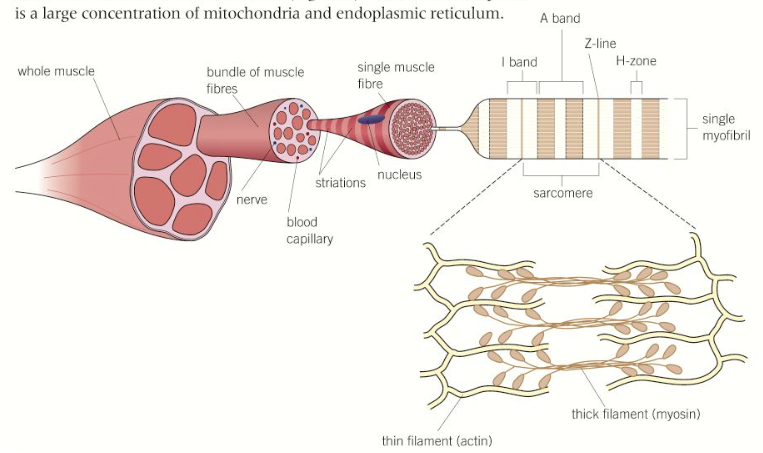 is a large concentration of mitochondria and endoplasmic reticulum.
A band
Z-line
I band
H-zone
whole muscle
bundle of muscle
fibres
single muscle
fibre
single
myofibril
nucleus
striations
nerve
sarcomere
blood
capillary
thick filament (myosin)
thin filament (actin)